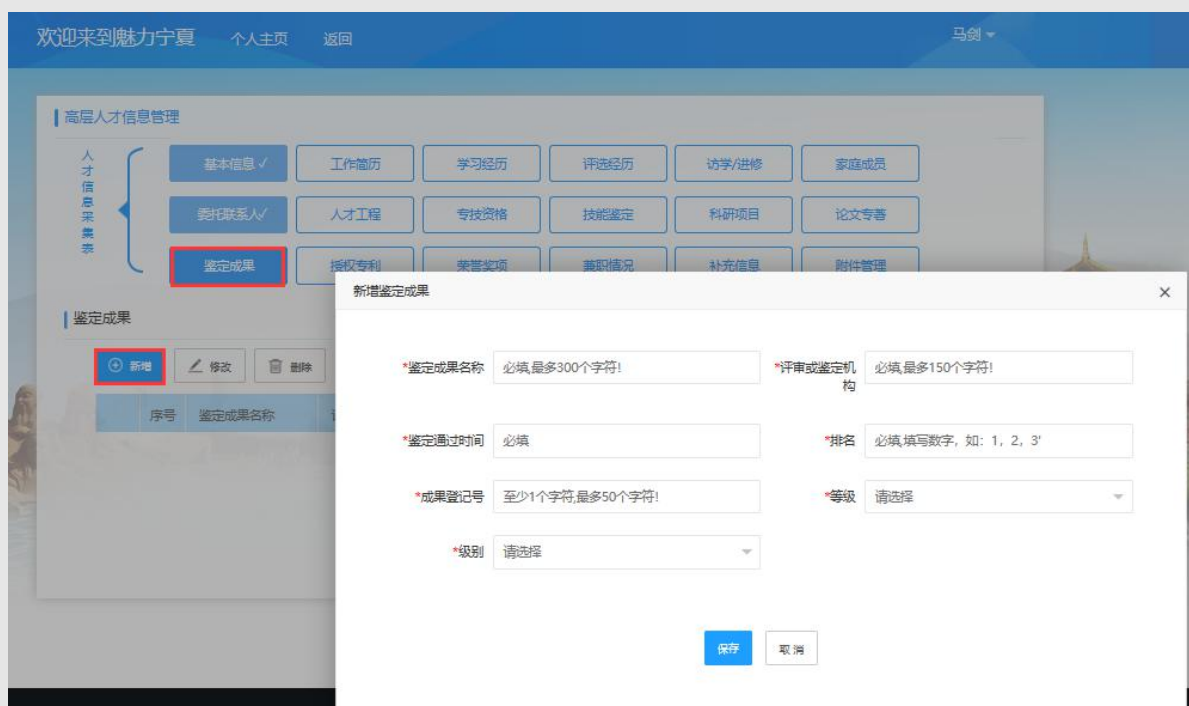 欢迎来到魅力宁夏 个人主页 返回 马剑
高层人才信息管理
人才信息采集表
基本信息✓ 工作简历 学习经历 评选经历 访学/进修 家庭成员
委托联系人✓ 人才工程 专技资格 技能鉴定 科研项目 论文专著
鉴定成果 授权专利 荣誉奖项 兼职情况 补充信息 附件管理
新增鉴定成果
鉴定成果
新增 修改 删除
序号 鉴定成果名称
*鉴定成果名称 必填,最多300个字符! *评审或鉴定机
构 必填,最多150个字符!
*鉴定通过时间 必填 *排名 必填,填写数字，如：1，2，3'
*成果登记号 至少1个字符,最多50个字符! *等级 请选择
*级别 请选择
保存 取消